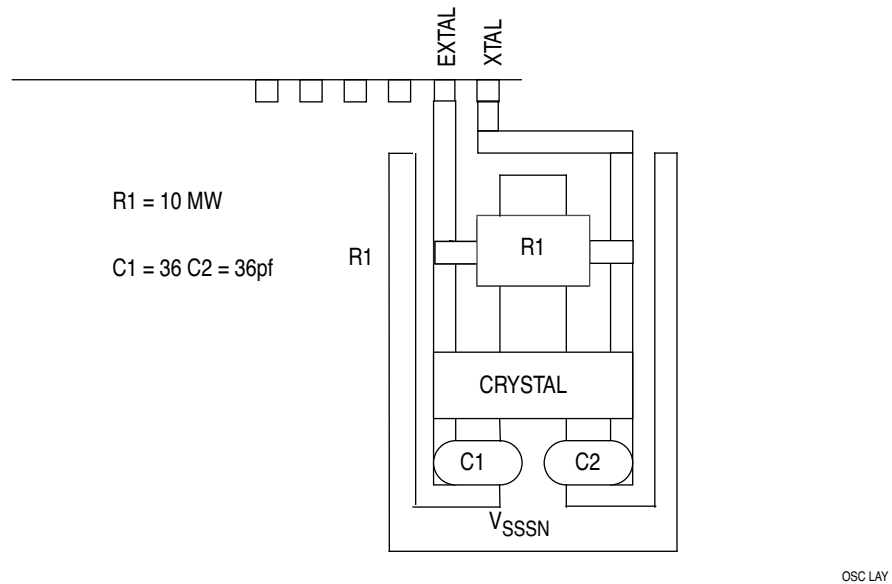 EXTAL
XTAL
R1 = 10 MW
R1
R1
C1 = 36 C2 = 36pf
CRYSTAL
C1
C2
VSSSN
OSC LAY